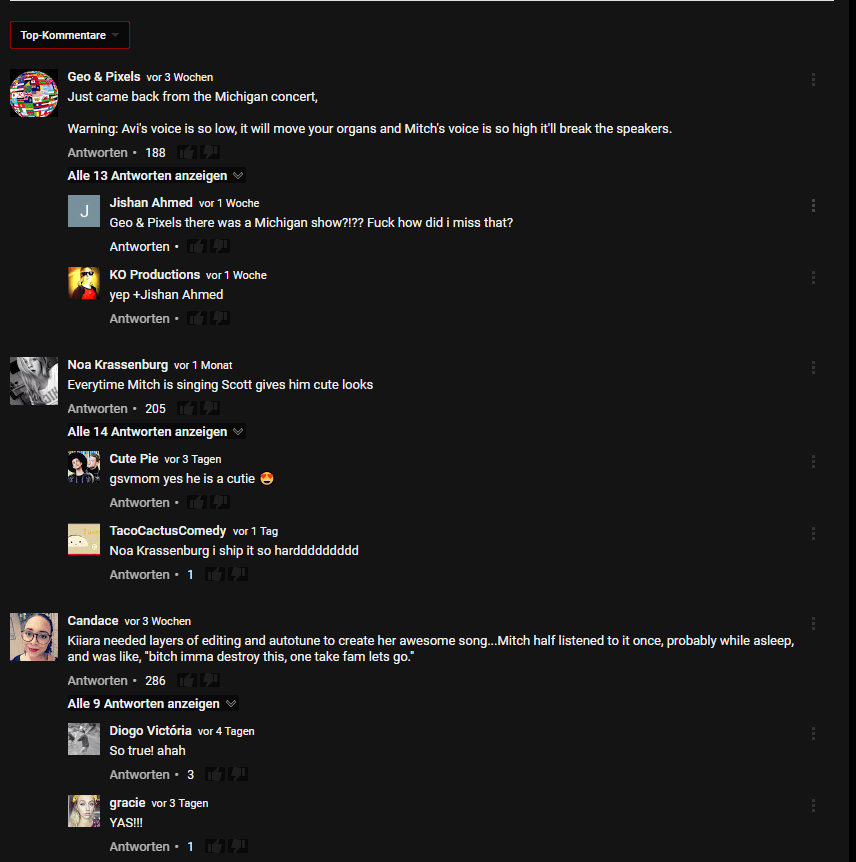 Top-Kommentare
Geo & Pixels vor 3 Wochen
Just came back from the Michigan concert,
Warning: Avi's voice is so low, it will move your organs and Mitch's voice is so high it'll break the speakers.
Antworten • 188
Alle 13 Antworten anzeigen
J
Jishan Ahmed vor 1 Woche
Geo & Pixels there was a Michigan show?!?? Fuck how did i miss that?
Antworten •
KO Productions vor 1 Woche
yep +Jishan Ahmed
Antworten •
Noa Krassenburg vor 1 Monat
Everytime Mitch is singing Scott gives him cute looks
Antworten • 205
Alle 14 Antworten anzeigen
Cute Pie vor 3 Tagen
gsvmom yes he is a cutie 😍
Antworten •
TacoCactusComedy vor 1 Tag
Noa Krassenburg i ship it so harddddddddd
Antworten • 1
Candace vor 3 Wochen
Kiiara needed layers of editing and autotune to create her awesome song...Mitch half listened to it once, probably while asleep,
and was like, "bitch imma destroy this, one take fam lets go."
Antworten • 286
Alle 9 Antworten anzeigen
Diogo Victória vor 4 Tagen
So true! ahah
Antworten • 3
gracie vor 3 Tagen
YAS!!!
Antworten • 1